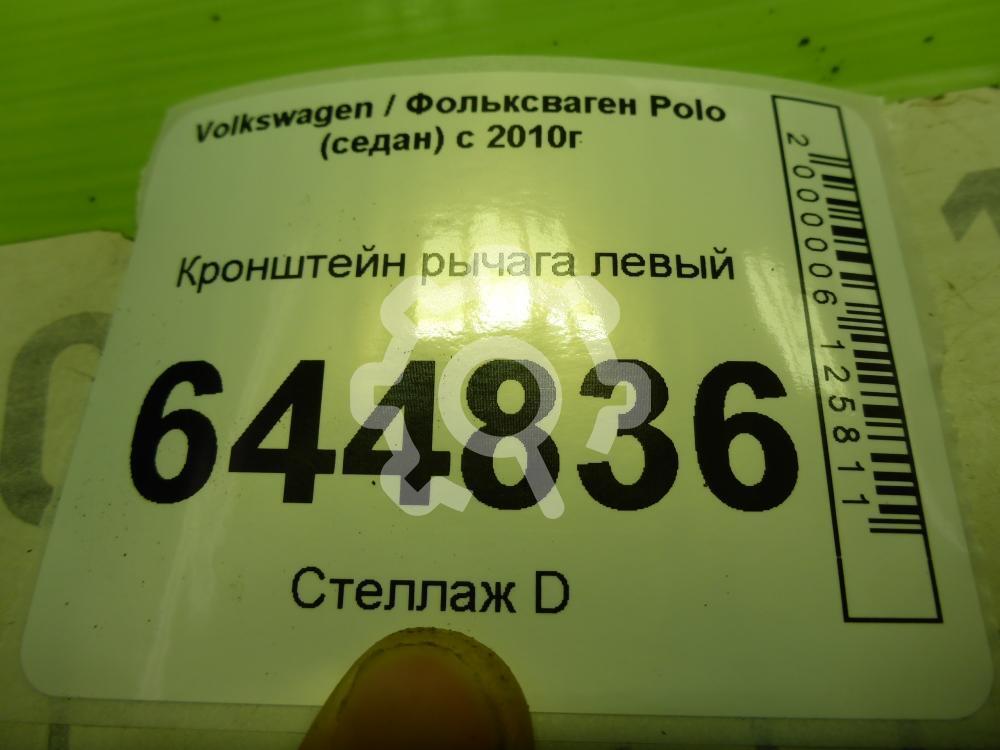 Volkswagen / Фольксваген Polo
(седан) с 2010г
Кронштейн рычага левый
644836
Стеллаж D
2000006125811